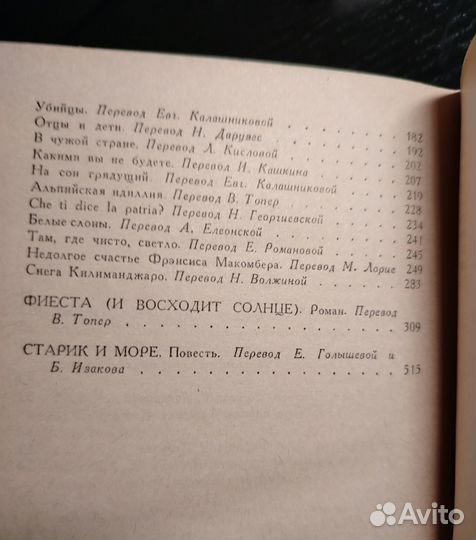 Убийцы. Перевод Евг. Калашниковой . . . . . . . 182
Отцы и дети. Перевод Н. Дарузес . . . . . . . 192
В чужой стране. Перевод Л. Кисловой . . . . . . . 202
Какими вы не будете. Перевод И. Кашкина . . . . . 207
На сон грядущий. Перевод Евг. Калашниковой . . . . 219
Альпийская идиллия. Перевод В. Топер . . . . . . 228
Che ti dice la patria? Перевод Н. Георгиевской . . . . 234
Белые слоны. Перевод А. Елеонской . . . . . . . 241
Там, где чисто, светло. Перевод Е. Романовой . . . . 245
Недолгое счастье Фрэнсиса Макомбера. Перевод М. Лорие 249
Снега Килиманджаро. Перевод Н. Волжиной . . . . . 283
ФИЕСТА (И ВОСХОДИТ СОЛНЦЕ). Роман. Перевод
В. Топер . . . . . . . . . . . . . . 309
СТАРИК И МОРЕ. Повесть. Перевод Е. Голышевой и
Б. Изакова . . . . . . . . . . . . . 515
Avito